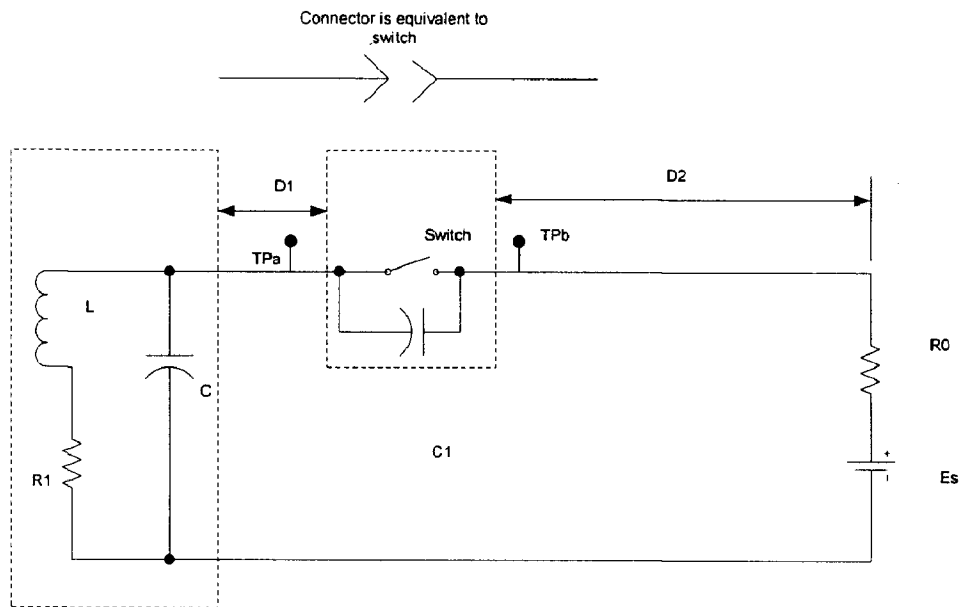 Connector is equivalent to
switch
D1
D2
TPa
Switch
TPb
L
C
R0
R1
C1
+
-
Es